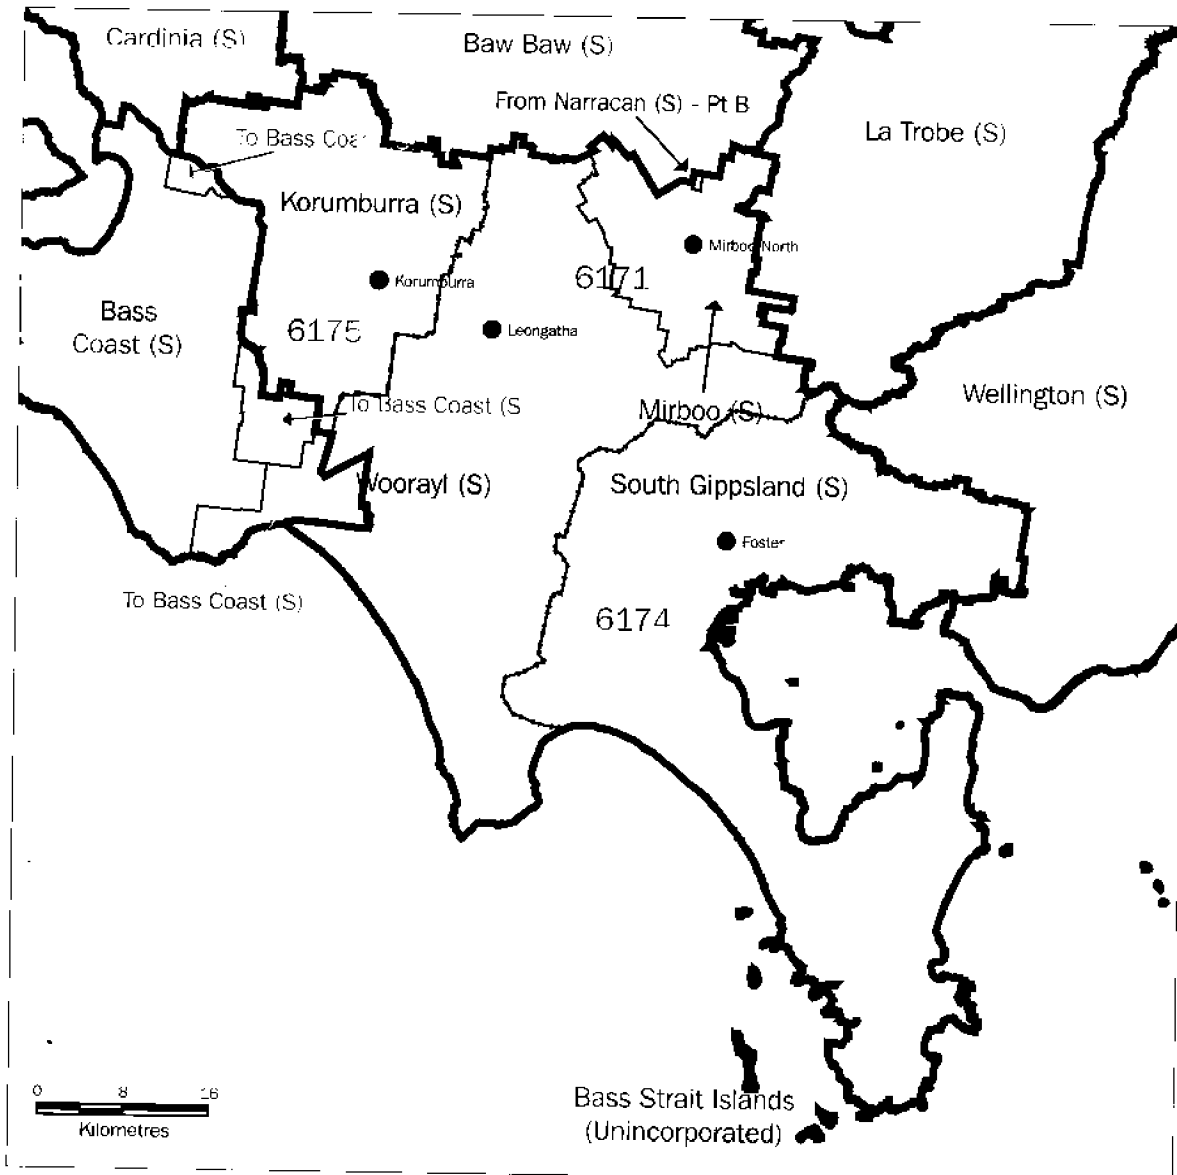 Cardinia (S)
Baw Baw (S)
From Narracan (S) - Pt B
La Trobe (S)
To Bass Coa
Korumburra (S)
Mirboo North
6171
Korumburra
Bass
Coast (S)
6175
Leongatha
To Bass Coast (S
Mirboo (S)
Wellington (S)
Woorayl (S)
South Gippsland (S)
Foster
To Bass Coast (S)
6174
0 8 16
Kilometres
Bass Strait Islands
(Unincorporated)